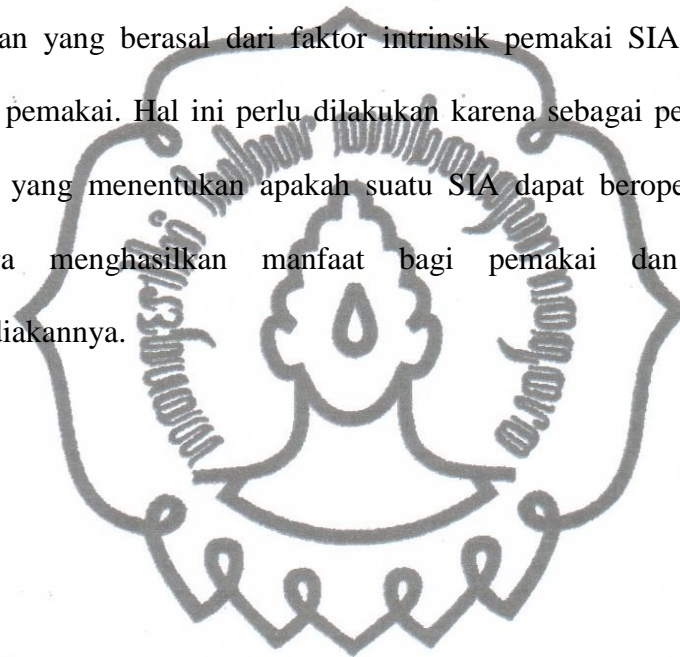 an yang berasal dari faktor intrinsik pemakai SIA
pemakai. Hal ini perlu dilakukan karena sebagai pe
yang menentukan apakah suatu SIA dapat berope
a menghasilkan manfaat bagi pemakai dan
diakannya.